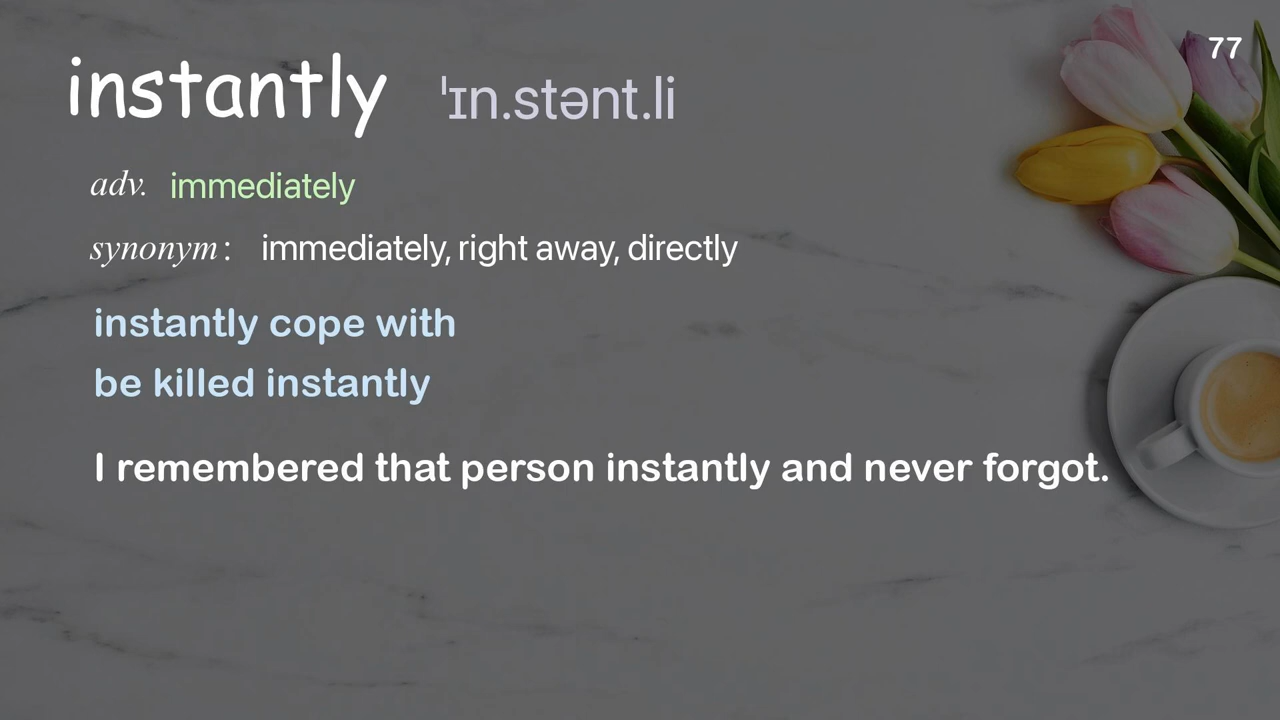 77
instantly ˈɪn.stənt.li
adv. immediately
synonym: immediately, right away, directly
instantly cope with
be killed instantly
I remembered that person instantly and never forgot.